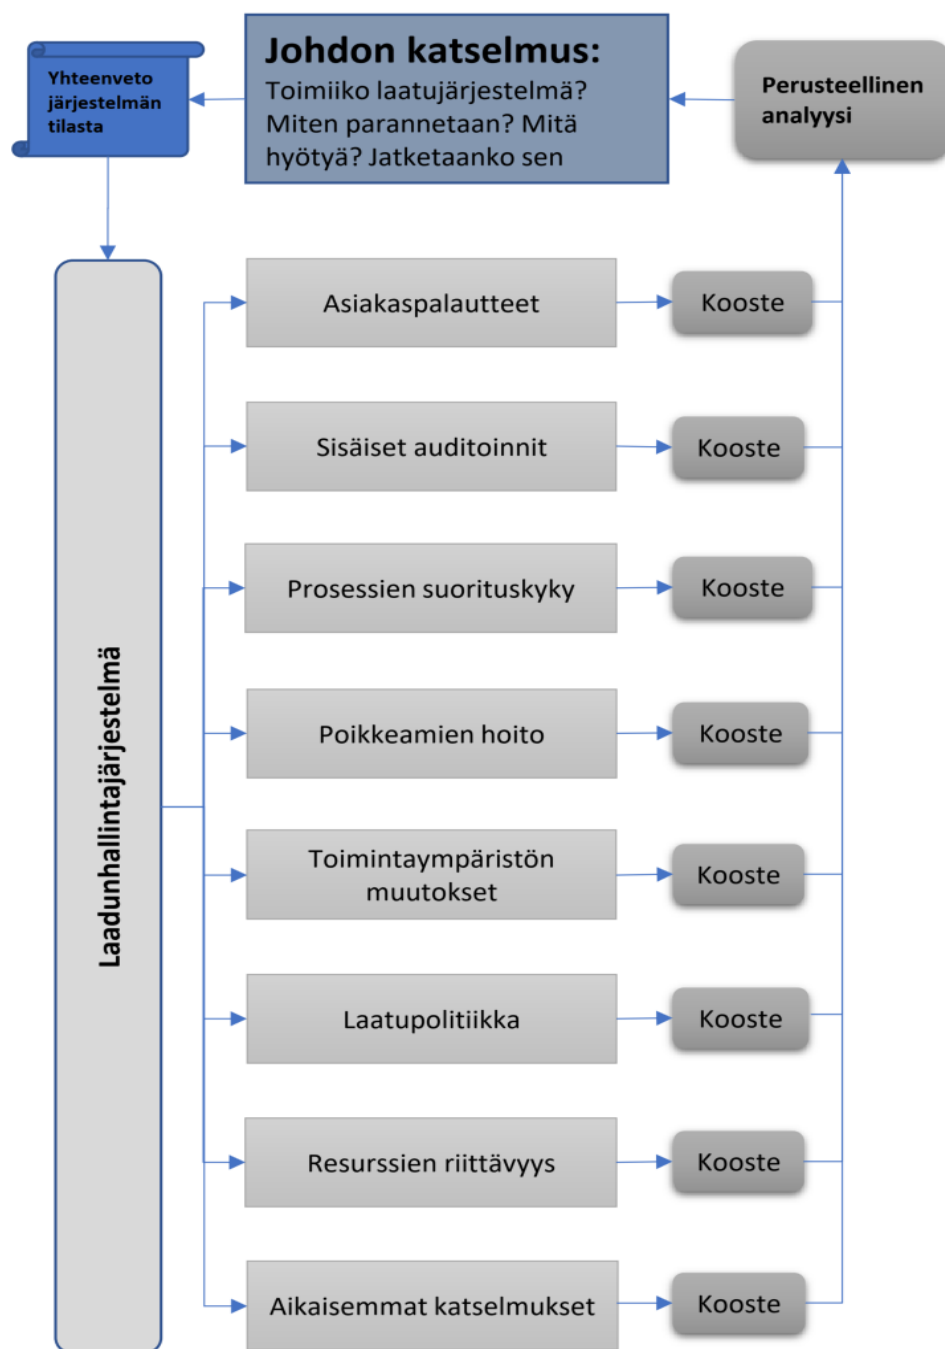 Yhteenveto
järjestelmän
tilasta
Johdon katselmus:
Toimiiko laatujärjestelmä?
Miten parannetaan? Mitä
hyötyä? Jatketaanko sen
Perusteellinen
analyysi
Laadunhallintajärjestelmä
Asiakaspalautteet
Kooste
Sisäiset auditoinnit
Kooste
Prosessien suorituskyky
Kooste
Poikkeamien hoito
Kooste
Toimintaympäristön
muutokset
Kooste
Laatupolitiikka
Kooste
Resurssien riittävyys
Kooste
Aikaisemmat katselmukset
Kooste